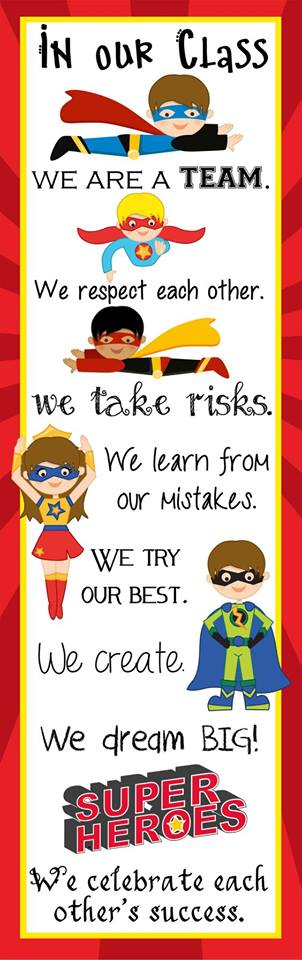 In our Class
WE ARE A TEAM.
We respect each other.
we take risks.
We learn from
our mistakes.
WE TRY
OUR BEST.
We create.
We dream BIG!
SUPER
HEROES
We celebrate each
other's success.